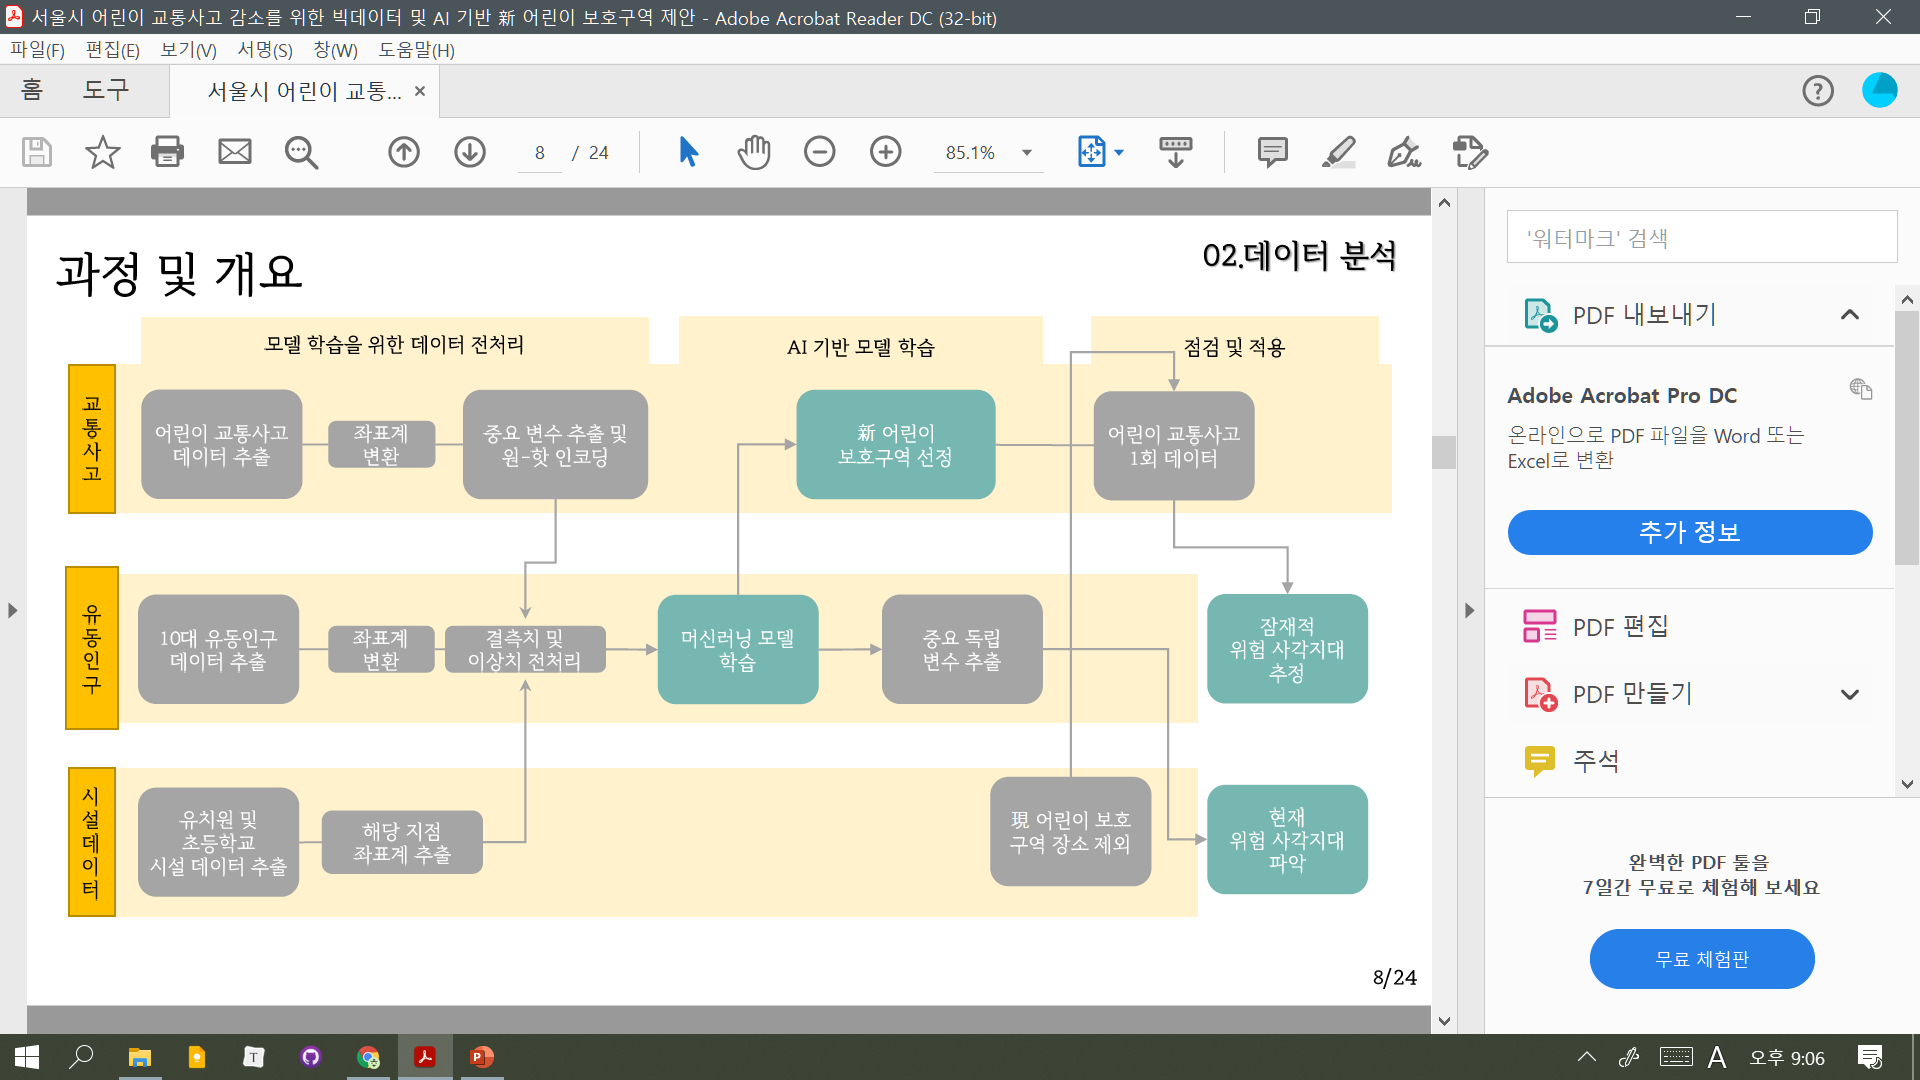 서울시 어린이 교통사고 감소를 위한 빅데이터 및 AI 기반 新 어린이 보호구역 제안 - Adobe Acrobat Reader DC (32-bit)
파일(F) 편집(E) 보기(V) 서명(S) 창(W) 도움말(H)
홈 도구 서울시 어린이 교통... ×
8 / 24 85.1%
과정 및 개요
02.데이터 분석
모델 학습을 위한 데이터 전처리
AI 기반 모델 학습
점검 및 적용
교통사고
어린이 교통사고
데이터 추출
좌표계
변환
중요 변수 추출 및
원-핫 인코딩
新 어린이
보호구역 선정
어린이 교통사고
1회 데이터
유동인구
10대 유동인구
데이터 추출
좌표계
변환
결측치 및
이상치 전처리
머신러닝 모델
학습
중요 독립
변수 추출
잠재적
위험 사각지대
추정
시설데이터
유치원 및
초등학교
시설 데이터 추출
해당 지점
좌표계 추출
現 어린이 보호
구역 장소 제외
현재
위험 사각지대
파악
8/24
'워터마크' 검색
PDF 내보내기
Adobe Acrobat Pro DC
온라인으로 PDF 파일을 Word 또는
Excel로 변환
추가 정보
PDF 편집
PDF 만들기
주석
완벽한 PDF 툴을
7일간 무료로 체험해 보세요
무료 체험판
A 오후 9:06